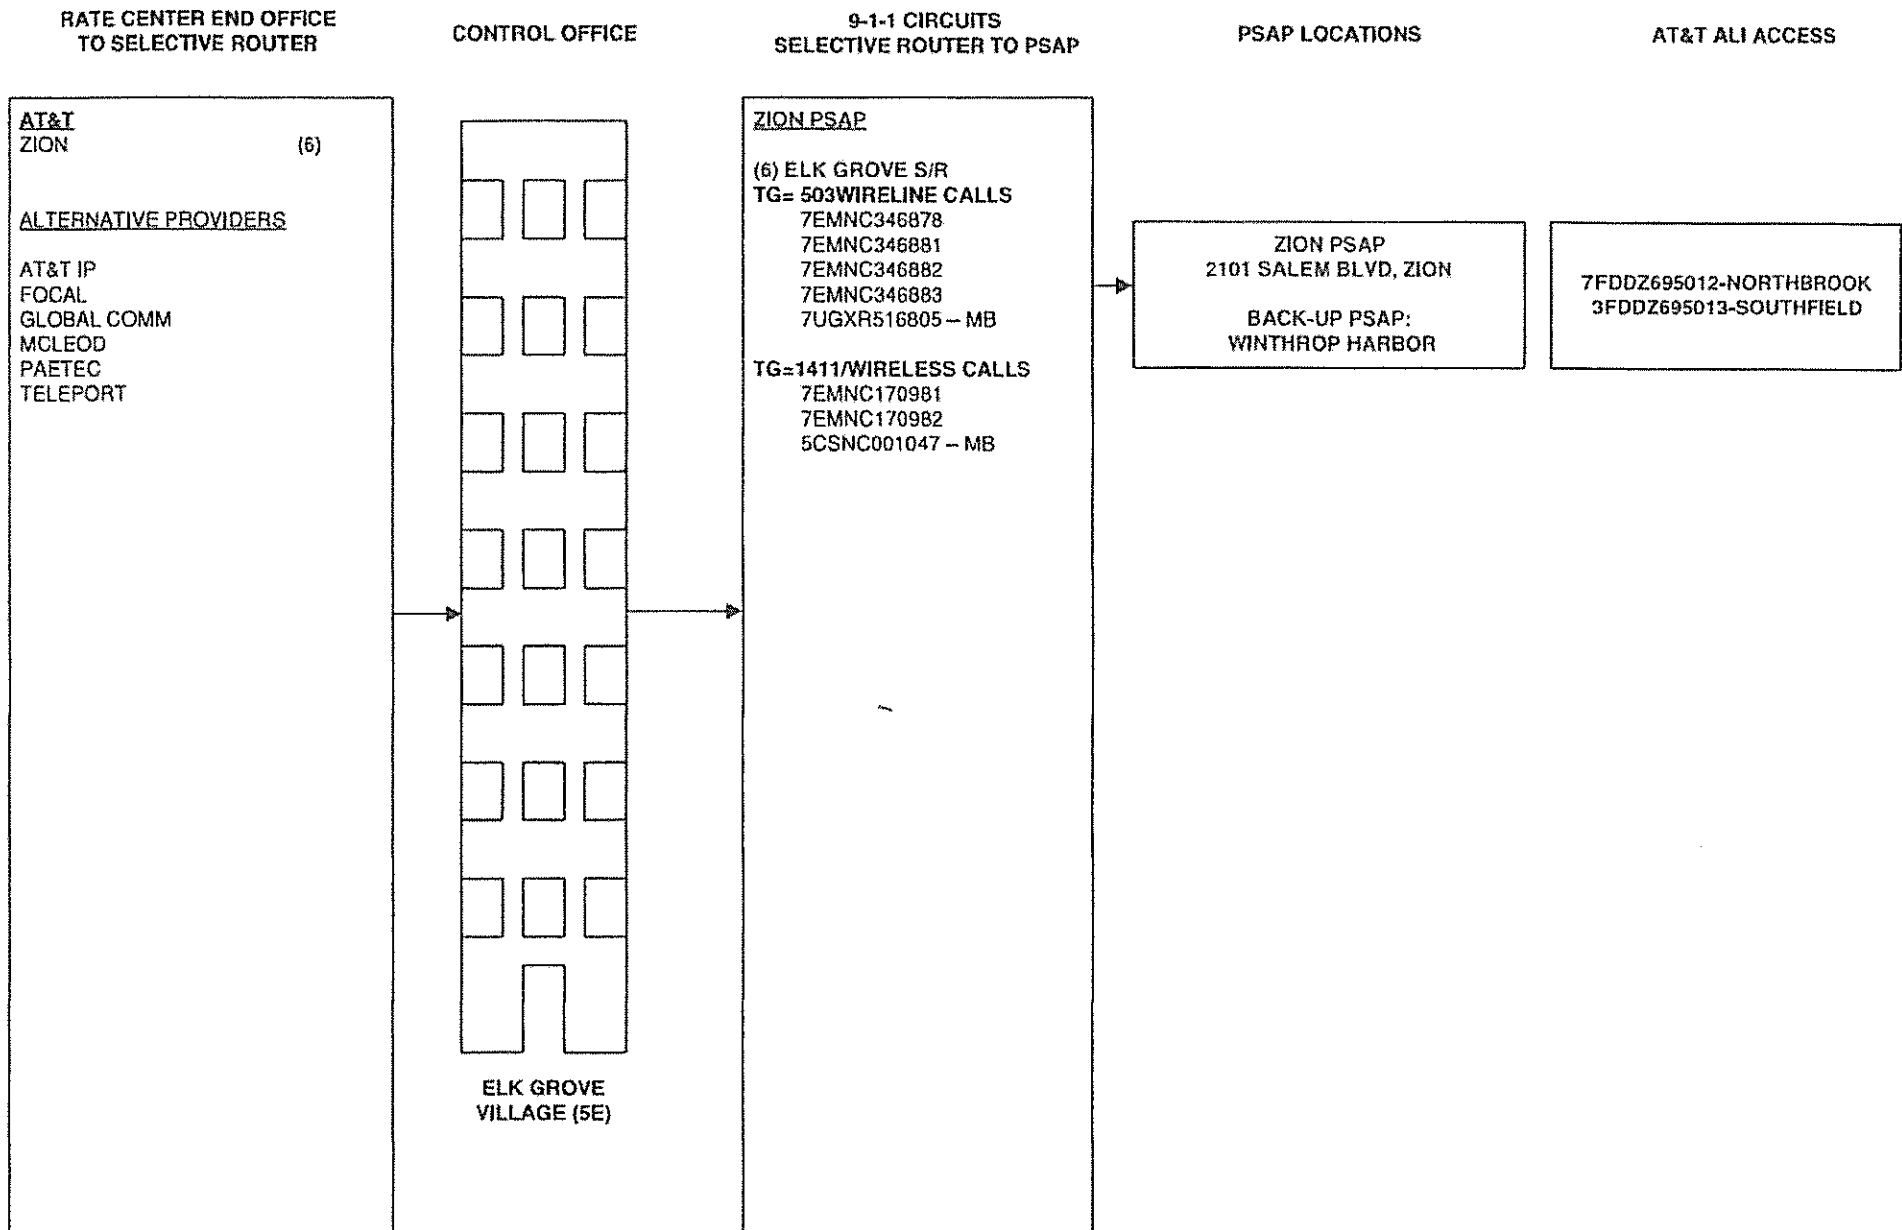 RATE CENTER END OFFICE
TO SELECTIVE ROUTER
CONTROL OFFICE
9-1-1 CIRCUITS
SELECTIVE ROUTER TO PSAP
PSAP LOCATIONS
AT&T ALI ACCESS
AT&T
ZION (6)
ALTERNATIVE PROVIDERS
AT&T IP
FOCAL
GLOBAL COMM
MCLEOD
PAETEC
TELEPORT
ELK GROVE
VILLAGE (5E)
ZION PSAP
(6) ELK GROVE S/R
TG= 503WIRELINE CALLS
7EMNC346878
7EMNC346881
7EMNC346882
7EMNC346883
7UGXR516805 – MB
TG=1411/WIRELESS CALLS
7EMNC170981
7EMNC170982
5CSNC001047 – MB
ZION PSAP
2101 SALEM BLVD, ZION
BACK-UP PSAP:
WINTHROP HARBOR
7FDDZ695012-NORTHBROOK
3FDDZ695013-SOUTHFIELD